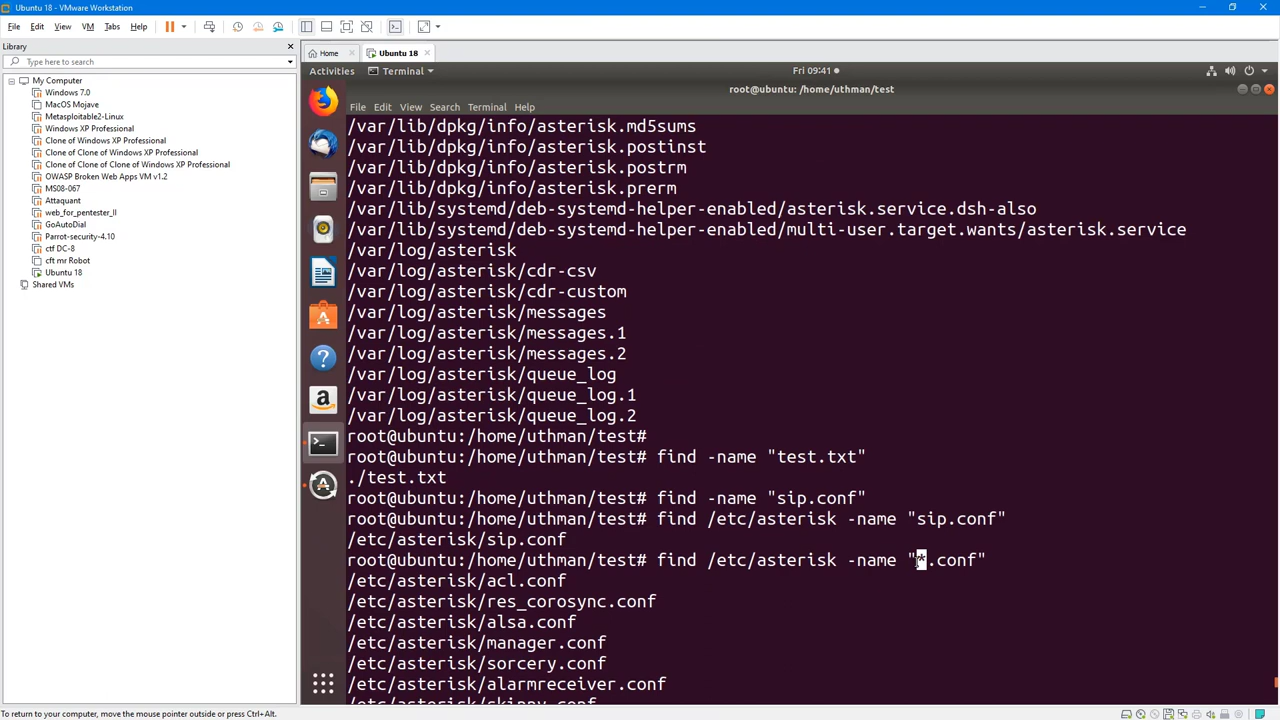 Ubuntu 18 - VMware Workstation
File Edit View VM Tabs Help
Library
Type here to search
My Computer
Windows 7.0
MacOS Mojave
Metasploitable2-Linux
Windows XP Professional
Clone of Windows XP Professional
Clone of Clone of Windows XP Professional
Clone of Clone of Clone of Windows XP Professional
OWASP Broken Web Apps VM v1.2
MS08-067
Attaquant
web_for_pentester_II
GoAutoDial
Parrot-security-4.10
ctf DC-8
cft mr Robot
Ubuntu 18
Shared VMs
Home Ubuntu 18
Activities Terminal Fri 09:41
root@ubuntu: /home/uthman/test
File Edit View Search Terminal Help
/var/lib/dpkg/info/asterisk.md5sums
/var/lib/dpkg/info/asterisk.postinst
/var/lib/dpkg/info/asterisk.postrm
/var/lib/dpkg/info/asterisk.prerm
/var/lib/systemd/deb-systemd-helper-enabled/asterisk.service.dsh-also
/var/lib/systemd/deb-systemd-helper-enabled/multi-user.target.wants/asterisk.service
/var/log/asterisk
/var/log/asterisk/cdr-csv
/var/log/asterisk/cdr-custom
/var/log/asterisk/messages
/var/log/asterisk/messages.1
/var/log/asterisk/messages.2
/var/log/asterisk/queue_log
/var/log/asterisk/queue_log.1
/var/log/asterisk/queue_log.2
root@ubuntu:/home/uthman/test#
root@ubuntu:/home/uthman/test# find -name "test.txt"
./test.txt
root@ubuntu:/home/uthman/test# find -name "sip.conf"
root@ubuntu:/home/uthman/test# find /etc/asterisk -name "sip.conf"
/etc/asterisk/sip.conf
root@ubuntu:/home/uthman/test# find /etc/asterisk -name "*.conf"
/etc/asterisk/acl.conf
/etc/asterisk/res_corosync.conf
/etc/asterisk/alsa.conf
/etc/asterisk/manager.conf
/etc/asterisk/sorcery.conf
/etc/asterisk/alarmreceiver.conf
/etc/asterisk/skinny.conf
To return to your computer, move the mouse pointer outside or press Ctrl+Alt.